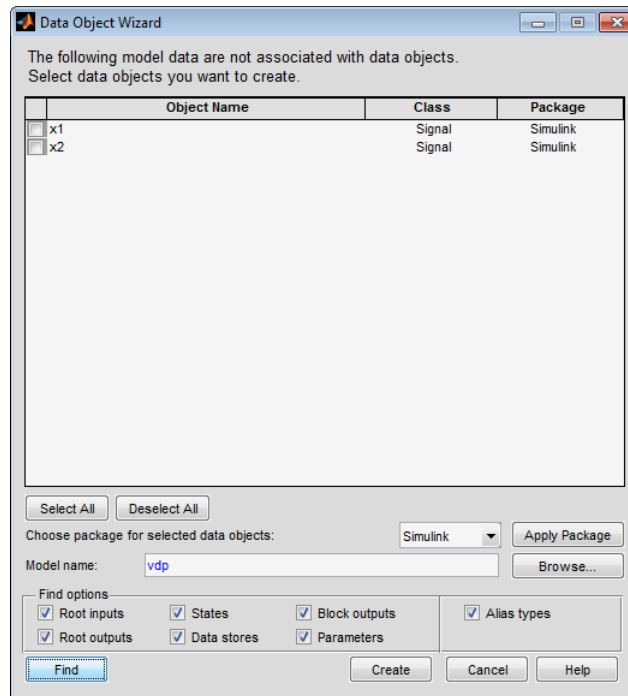 Data Object Wizard
The following model data are not associated with data objects.
Select data objects you want to create.
Object Name Class Package
x1 Signal Simulink
x2 Signal Simulink
Select All Deselect All
Choose package for selected data objects: Simulink Apply Package
Model name: vdp Browse...
Find options
Root inputs States Block outputs Alias types
Root outputs Data stores Parameters
Find Create Cancel Help